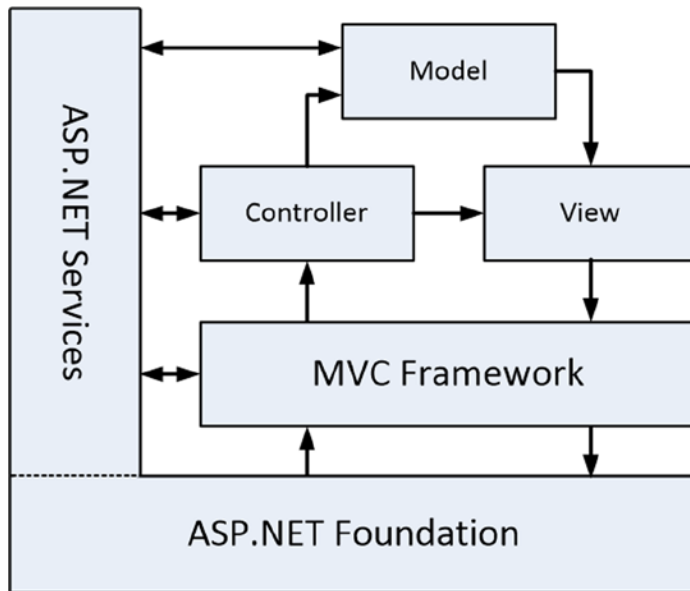 Model
ASP.NET Services
Controller
View
MVC Framework
ASP.NET Foundation